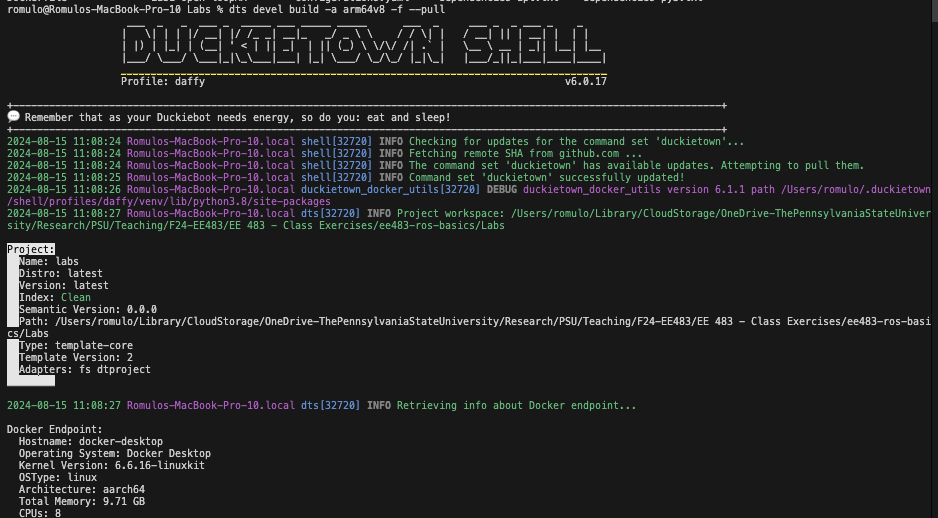 romulo@Romulos-MacBook-Pro-10 Labs % dts devel build -a arm64v8 -f --pull
DUCKIETOWN SHELL
Profile: daffy v6.0.17
💬 Remember that as your Duckiebot needs energy, so do you: eat and sleep!
2024-08-15 11:08:24 Romulos-MacBook-Pro-10.local shell[32720] INFO Checking for updates for the command set 'duckietown'...
2024-08-15 11:08:24 Romulos-MacBook-Pro-10.local shell[32720] INFO Fetching remote SHA from github.com ...
2024-08-15 11:08:24 Romulos-MacBook-Pro-10.local shell[32720] INFO The command set 'duckietown' has available updates. Attempting to pull them.
2024-08-15 11:08:25 Romulos-MacBook-Pro-10.local shell[32720] INFO Command set 'duckietown' successfully updated!
2024-08-15 11:08:26 Romulos-MacBook-Pro-10.local duckietown_docker_utils[32720] DEBUG duckietown_docker_utils version 6.1.1 path /Users/romulo/.duckietown
/shell/profiles/daffy/venv/lib/python3.8/site-packages
2024-08-15 11:08:27 Romulos-MacBook-Pro-10.local dts[32720] INFO Project workspace: /Users/romulo/Library/CloudStorage/OneDrive-ThePennsylvaniaStateUniver
sity/Research/PSU/Teaching/F24-EE483/EE 483 - Class Exercises/ee483-ros-basics/Labs
Project:
Name: labs
Distro: latest
Version: latest
Index: Clean
Semantic Version: 0.0.0
Path: /Users/romulo/Library/CloudStorage/OneDrive-ThePennsylvaniaStateUniversity/Research/PSU/Teaching/F24-EE483/EE 483 - Class Exercises/ee483-ros-basi
cs/Labs
Type: template-core
Template Version: 2
Adapters: fs dtproject
2024-08-15 11:08:27 Romulos-MacBook-Pro-10.local dts[32720] INFO Retrieving info about Docker endpoint...
Docker Endpoint:
Hostname: docker-desktop
Operating System: Docker Desktop
Kernel Version: 6.6.16-linuxkit
OSType: linux
Architecture: aarch64
Total Memory: 9.71 GB
CPUs: 8